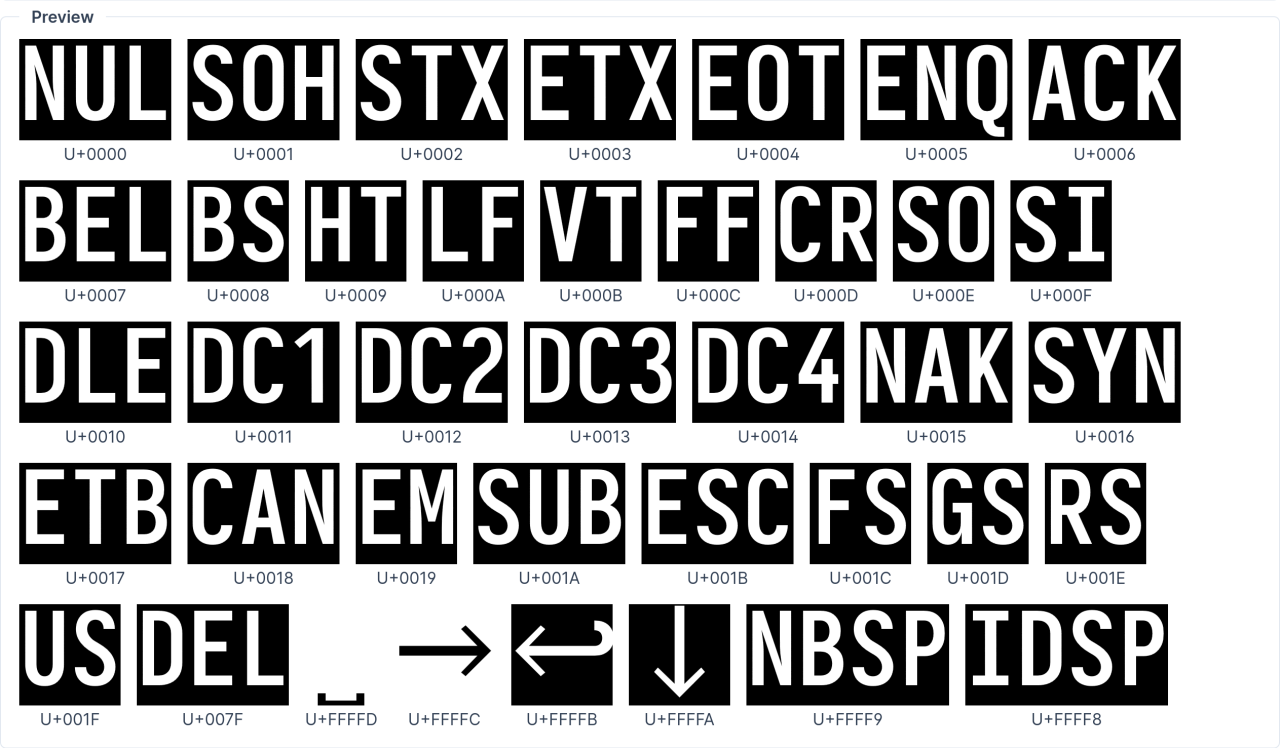 Preview
NUL SOH STX ETX EOT ENQ ACK
U+0000 U+0001 U+0002 U+0003 U+0004 U+0005 U+0006
BEL BS HT LF VT FF CR SO SI
U+0007 U+0008 U+0009 U+000A U+000B U+000C U+000D U+000E U+000F
DLE DC1 DC2 DC3 DC4 NAK SYN
U+0010 U+0011 U+0012 U+0013 U+0014 U+0015 U+0016
ETB CAN EM SUB ESC FS GS RS
U+0017 U+0018 U+0019 U+001A U+001B U+001C U+001D U+001E
US DEL ⎵ → ↩ ↓ NBSP IDSP
U+001F U+007F U+FFFFD U+FFFFC U+FFFFB U+FFFFA U+FFFF9 U+FFFF8